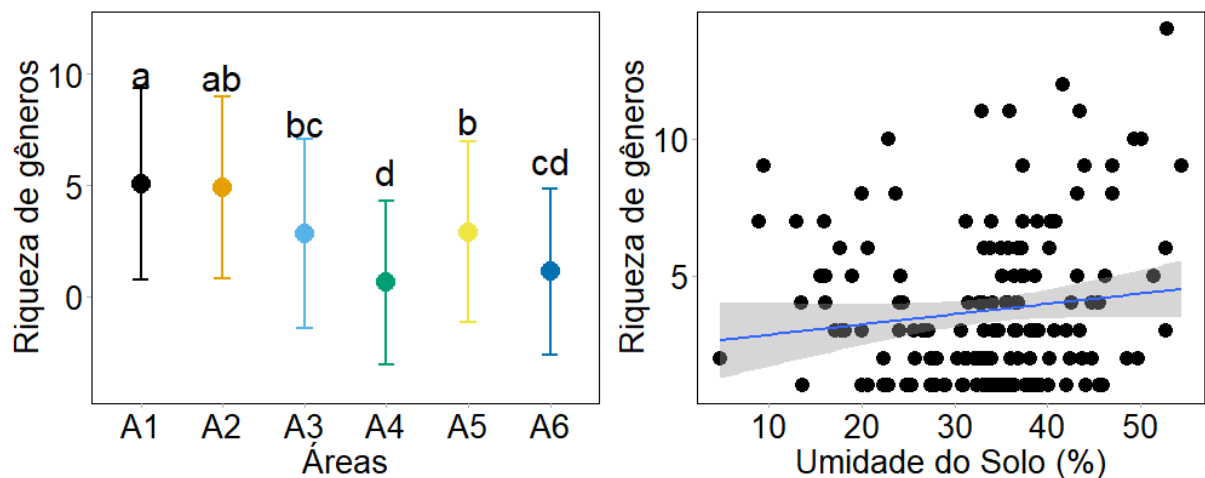 Riqueza de gêneros
10
5
0
a
ab
bc
d
b
cd
A1 A2 A3 A4 A5 A6
Áreas
Riqueza de gêneros
10
5
10 20 30 40 50
Umidade do Solo (%)